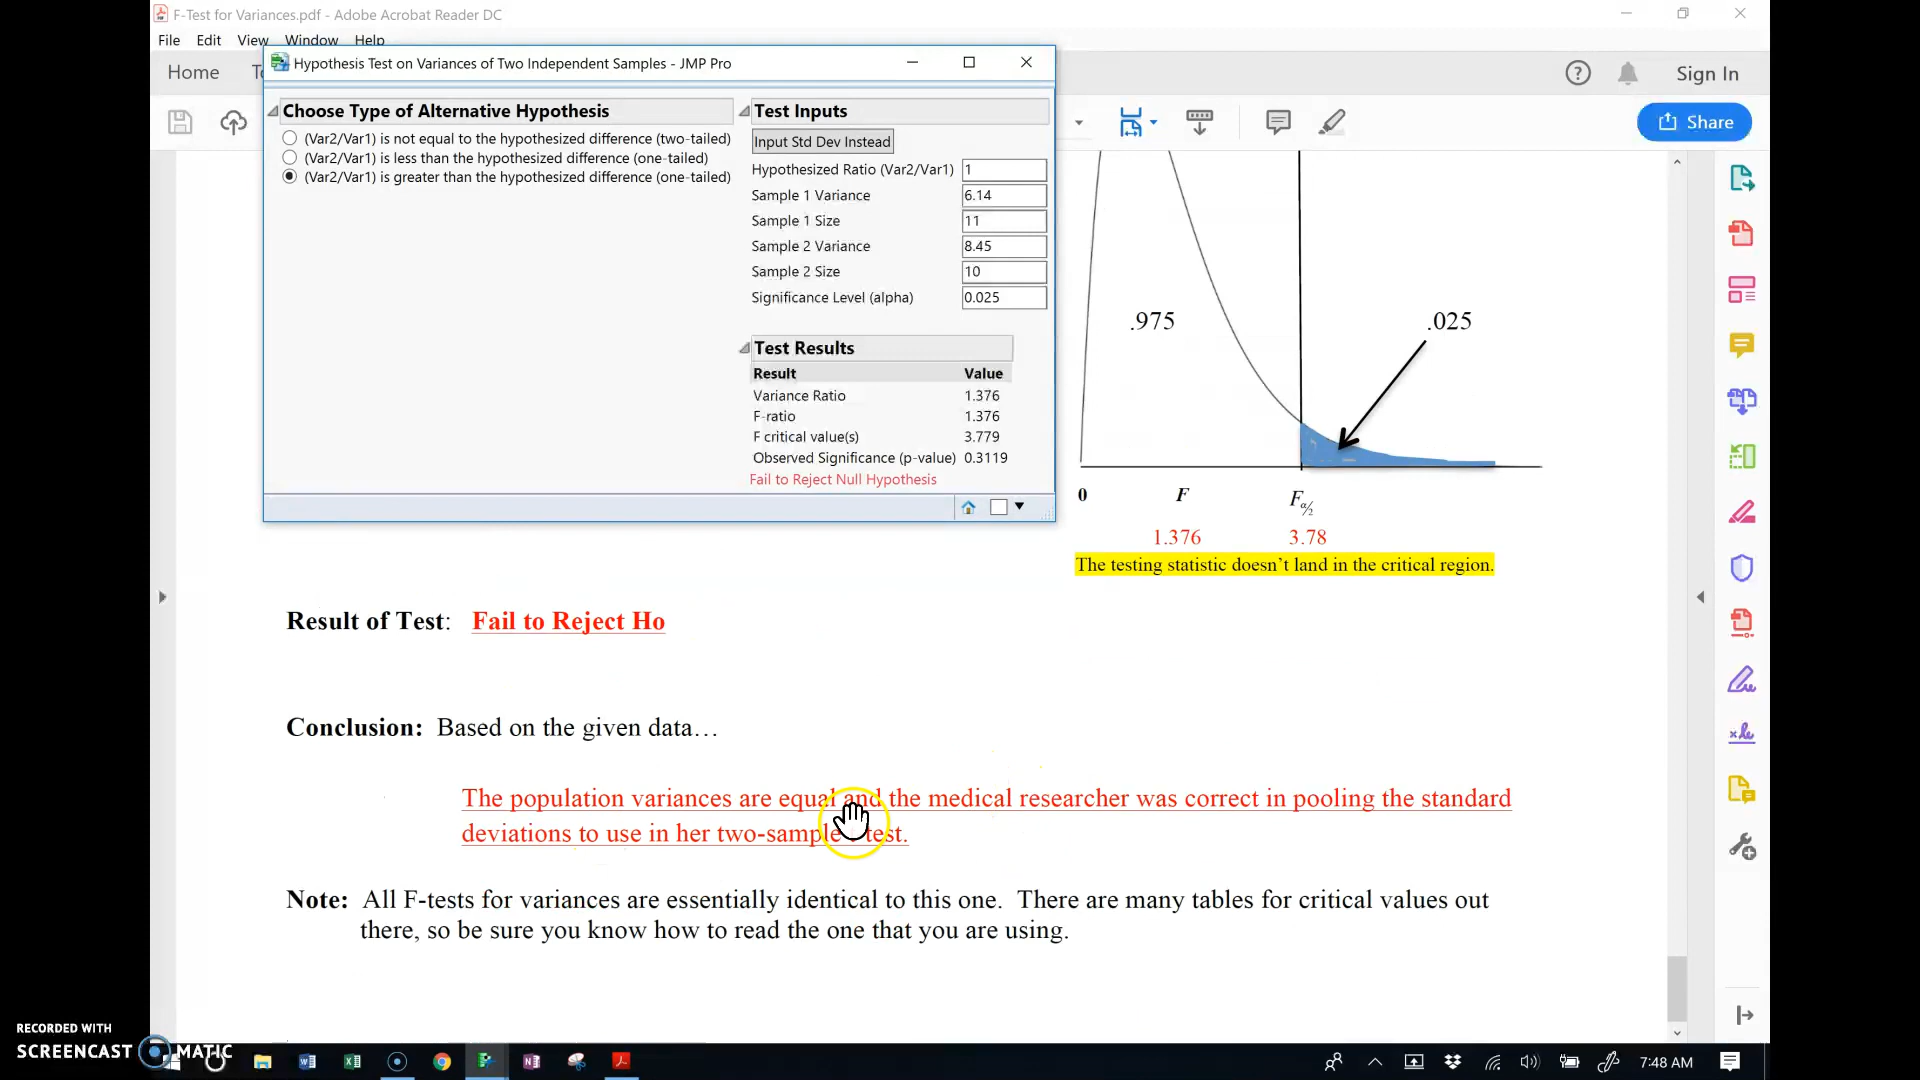 F-Test for Variances.pdf - Adobe Acrobat Reader DC
File Edit View Window Help
Home
Sign In
Share
Hypothesis Test on Variances of Two Independent Samples - JMP Pro
Choose Type of Alternative Hypothesis
(Var2/Var1) is not equal to the hypothesized difference (two-tailed)
(Var2/Var1) is less than the hypothesized difference (one-tailed)
(Var2/Var1) is greater than the hypothesized difference (one-tailed)
Test Inputs
Input Std Dev Instead
Hypothesized Ratio (Var2/Var1) 1
Sample 1 Variance 6.14
Sample 1 Size 11
Sample 2 Variance 8.45
Sample 2 Size 10
Significance Level (alpha) 0.025
Test Results
Result Value
Variance Ratio 1.376
F-ratio 1.376
F critical value(s) 3.779
Observed Significance (p-value) 0.3119
Fail to Reject Null Hypothesis
.975 .025
0 F Fα/2
1.376 3.78
The testing statistic doesn't land in the critical region.
Result of Test: Fail to Reject Ho
Conclusion: Based on the given data…
The population variances are equal and the medical researcher was correct in pooling the standard
deviations to use in her two-sample test.
Note: All F-tests for variances are essentially identical to this one. There are many tables for critical values out
there, so be sure you know how to read the one that you are using.
RECORDED WITH
SCREENCAST MATIC
7:48 AM